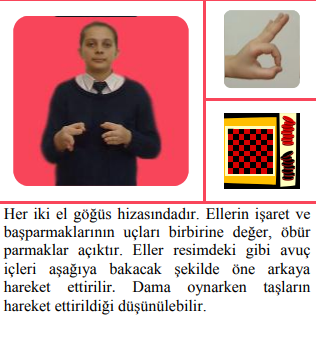 Her iki el göğüs hizasındadır. Ellerin işaret ve
başparmaklarının uçları birbirine değer, öbür
parmaklar açıktır. Eller resimdeki gibi avuç
içleri aşağıya bakacak şekilde öne arkaya
hareket ettirilir. Dama oynarken taşların
hareket ettirildiği düşünülebilir.